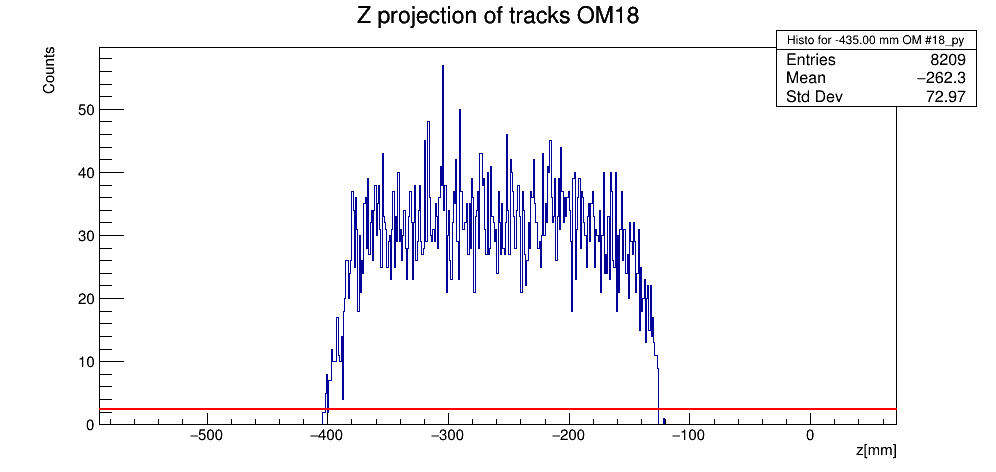 Z projection of tracks OM18
Histo for -435.00 mm OM #18_py
Entries 8209
Mean −262.3
Std Dev 72.97
Counts
50
40
30
20
10
0
−500 −400 −300 −200 −100 0
z[mm]